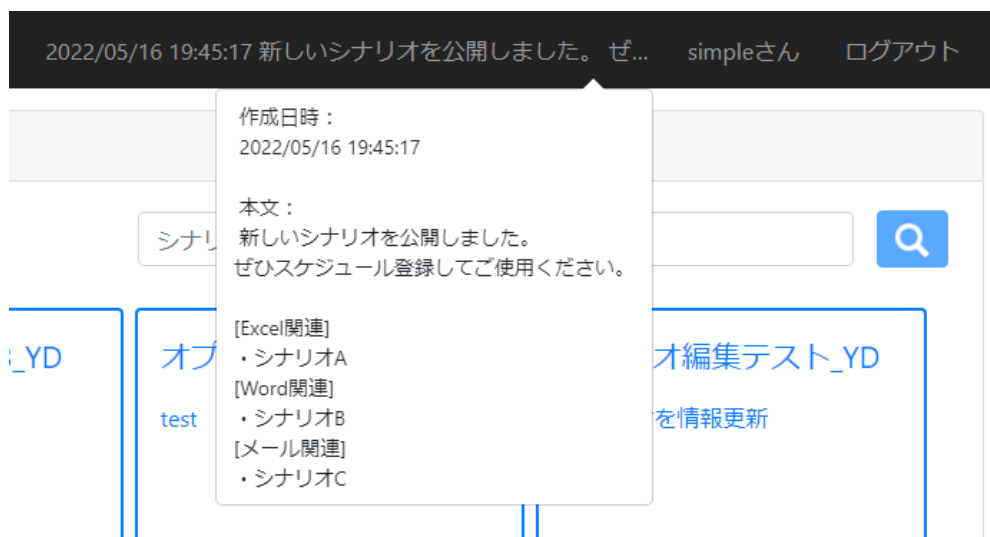 2022/05/16 19:45:17 新しいシナリオを公開しました。 ぜ... simpleさん ログアウト
作成日時：
2022/05/16 19:45:17
本文：
新しいシナリオを公開しました。
ぜひスケジュール登録してご使用ください。
[Excel関連]
・シナリオA
[Word関連]
・シナリオB
[メール関連]
・シナリオC
シナリ
_YD
オブ
test
オ編集テスト_YD
を情報更新